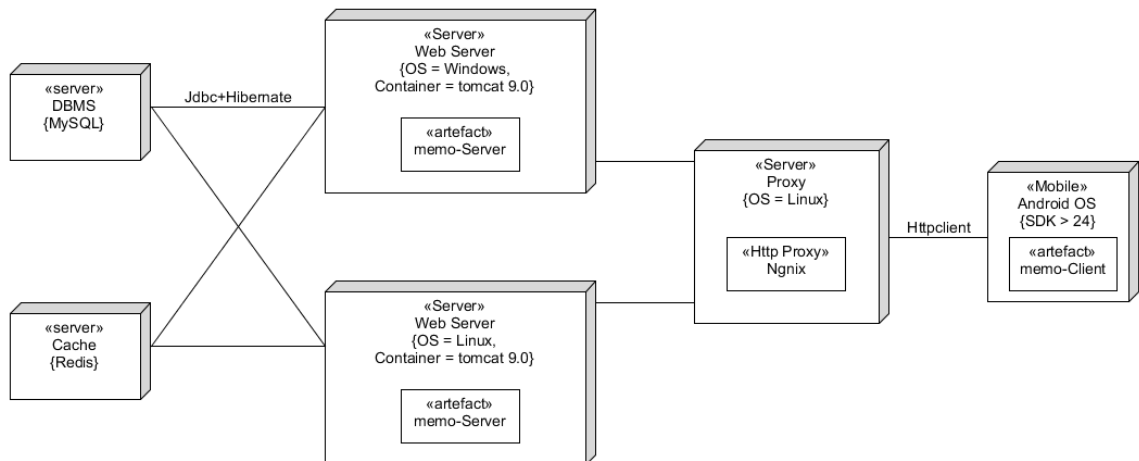 «server»
DBMS
{MySQL}
Jdbc+Hibernate
«Server»
Web Server
{OS = Windows,
Container = tomcat 9.0}
«artefact»
memo-Server
«server»
Cache
{Redis}
«Server»
Web Server
{OS = Linux,
Container = tomcat 9.0}
«artefact»
memo-Server
«Server»
Proxy
{OS = Linux}
«Http Proxy»
Ngnix
Httpclient
«Mobile»
Android OS
{SDK > 24}
«artefact»
memo-Client